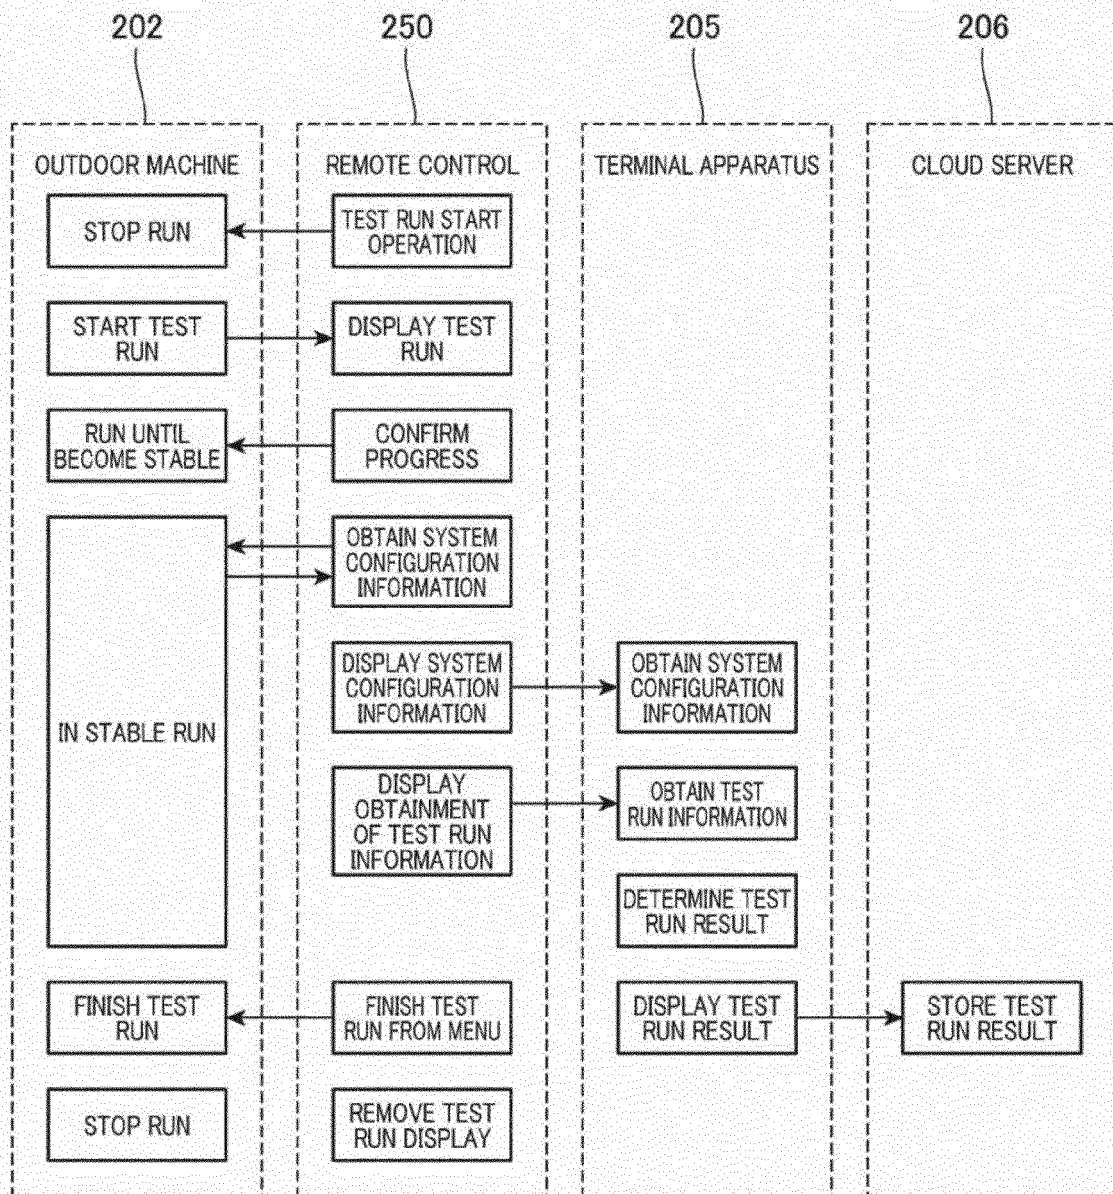 202
250
205
206
OUTDOOR MACHINE
REMOTE CONTROL
TERMINAL APPARATUS
CLOUD SERVER
STOP RUN
TEST RUN START
OPERATION
START TEST
RUN
DISPLAY TEST
RUN
RUN UNTIL
BECOME STABLE
CONFIRM
PROGRESS
IN STABLE RUN
OBTAIN SYSTEM
CONFIGURATION
INFORMATION
DISPLAY SYSTEM
CONFIGURATION
INFORMATION
OBTAIN SYSTEM
CONFIGURATION
INFORMATION
DISPLAY
OBTAINMENT
OF TEST RUN
INFORMATION
OBTAIN TEST
RUN INFORMATION
DETERMINE TEST
RUN RESULT
FINISH TEST
RUN
FINISH TEST
RUN FROM MENU
DISPLAY TEST
RUN RESULT
STORE TEST
RUN RESULT
STOP RUN
REMOVE TEST
RUN DISPLAY